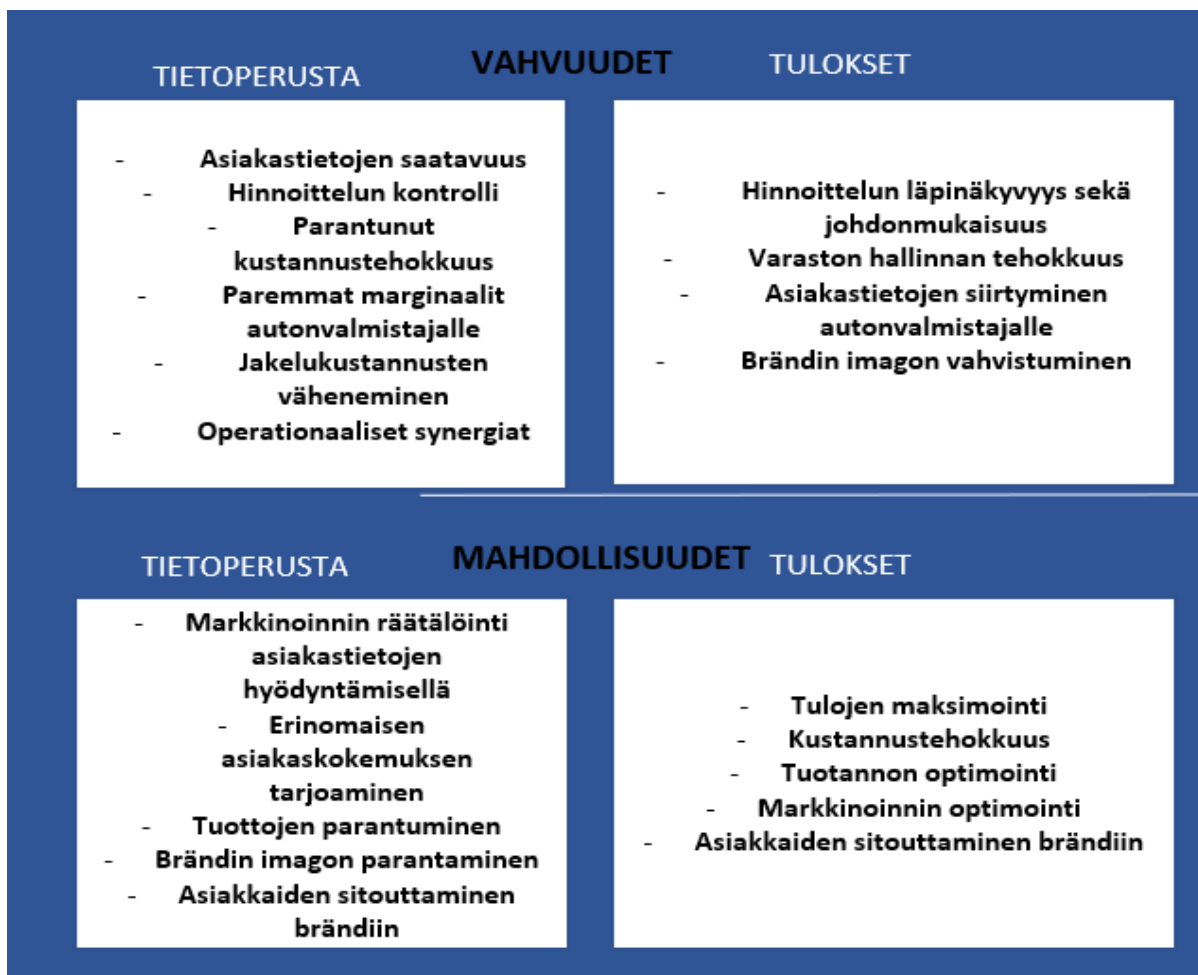 VAHVUUDET
TIETOPERUSTA
- Asiakastietojen saatavuus
- Hinnoittelun kontrolli
- Parantunut
kustannustehokkuus
- Paremmat marginaalit
autonvalmistajalle
- Jakelukustannusten
väheneminen
- Operationaaliset synergiat
TULOKSET
- Hinnoittelun läpinäkyvyys sekä
johdonmukaisuus
- Varaston hallinnan tehokkuus
- Asiakastietojen siirtyminen
autonvalmistajalle
- Brändin imagon vahvistuminen
MAHDOLLISUUDET
TIETOPERUSTA
- Markkinoinnin räätälöinti
asiakastietojen
hyödyntämisellä
- Erinomaisen
asiakaskokemuksen
tarjoaminen
- Tuottojen parantuminen
- Brändin imagon parantaminen
- Asiakkaiden sitouttaminen
brändiin
TULOKSET
- Tulojen maksimointi
- Kustannustehokkuus
- Tuotannon optimointi
- Markkinoinnin optimointi
- Asiakkaiden sitouttaminen brändiin